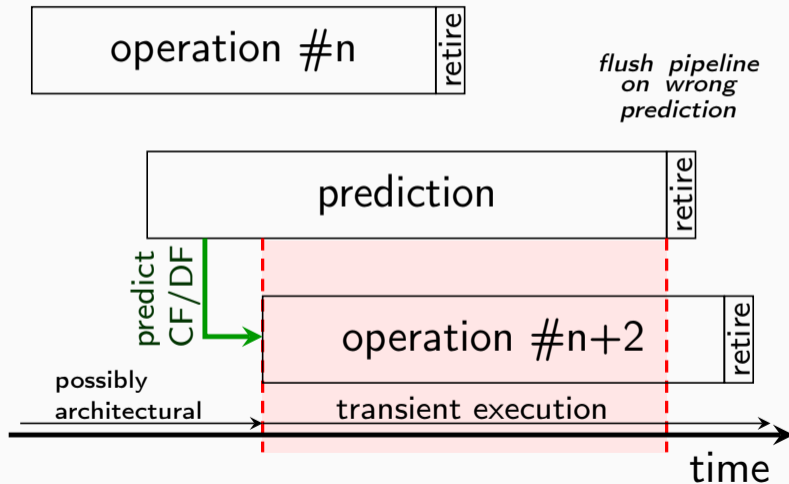 operation #n
retire
flush pipeline
on wrong
prediction
prediction
retire
predict
CF/DF
operation #n+2
retire
possibly
architectural
transient execution
time